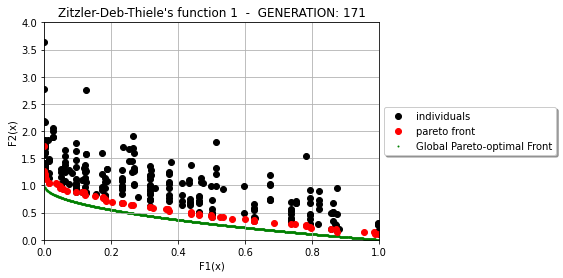 Zitzler-Deb-Thiele's function 1 - GENERATION: 171
4.0
3.5
3.0
2.5
2.0
1.5
1.0
0.5
0.0
F2(x)
0.0 0.2 0.4 0.6 0.8 1.0
F1(x)
individuals
pareto front
Global Pareto-optimal Front